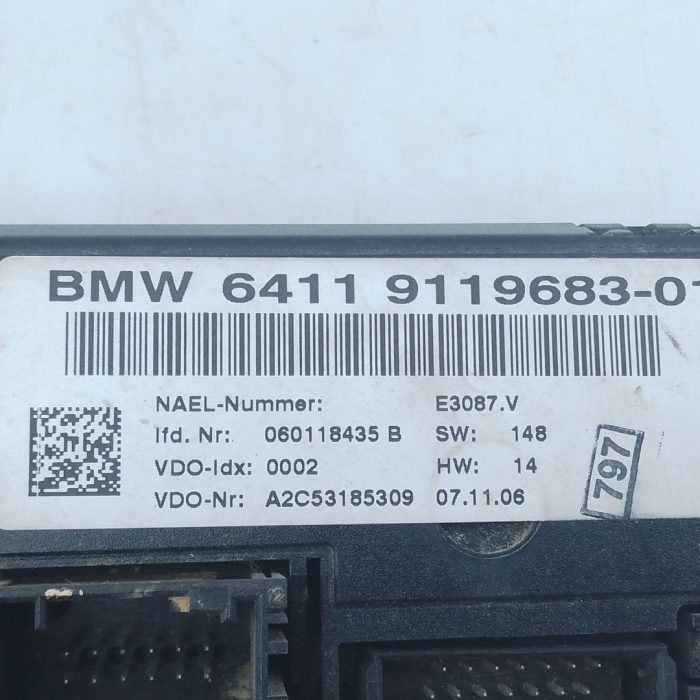 BMW 6411 9119683-01
NAEL-Nummer: E3087.V
lfd. Nr: 060118435 B SW: 148
VDO-Idx: 0002 HW: 14
VDO-Nr: A2C53185309 07.11.06
797